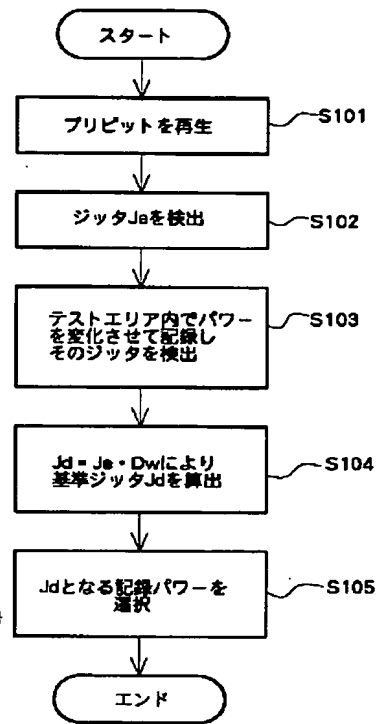 スタート
プリピットを再生
S101
ジッタJaを検出
S102
テストエリア内でパワー
を変化させて記録し
そのジッタを検出
S103
Jd = Ja・Dwにより
基準ジッタJdを算出
S104
Jdとなる記録パワーを
選択
S105
エンド